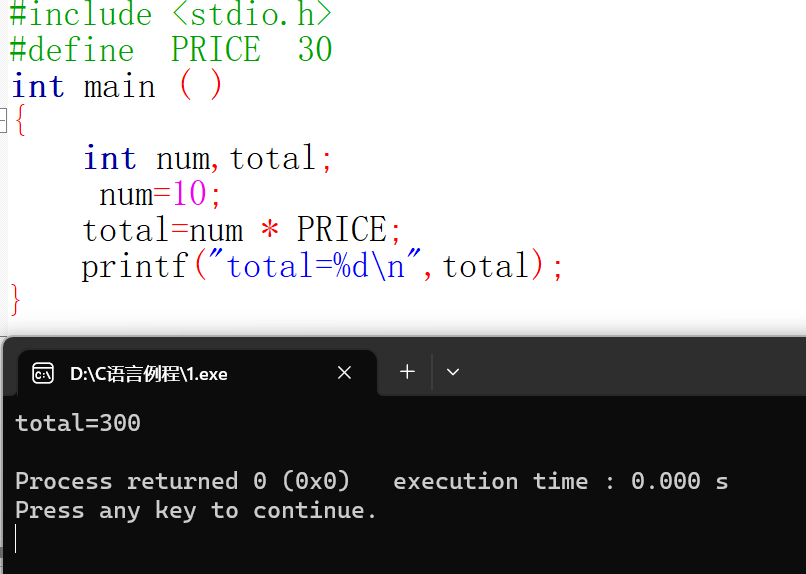 #include <stdio.h>
#define  PRICE  30
int main ( )
{
    int num,total;
     num=10;
    total=num * PRICE;
    printf("total=%d\n",total);
}
D:\C语言例程\1.exe
total=300
Process returned 0 (0x0)   execution time : 0.000 s
Press any key to continue.